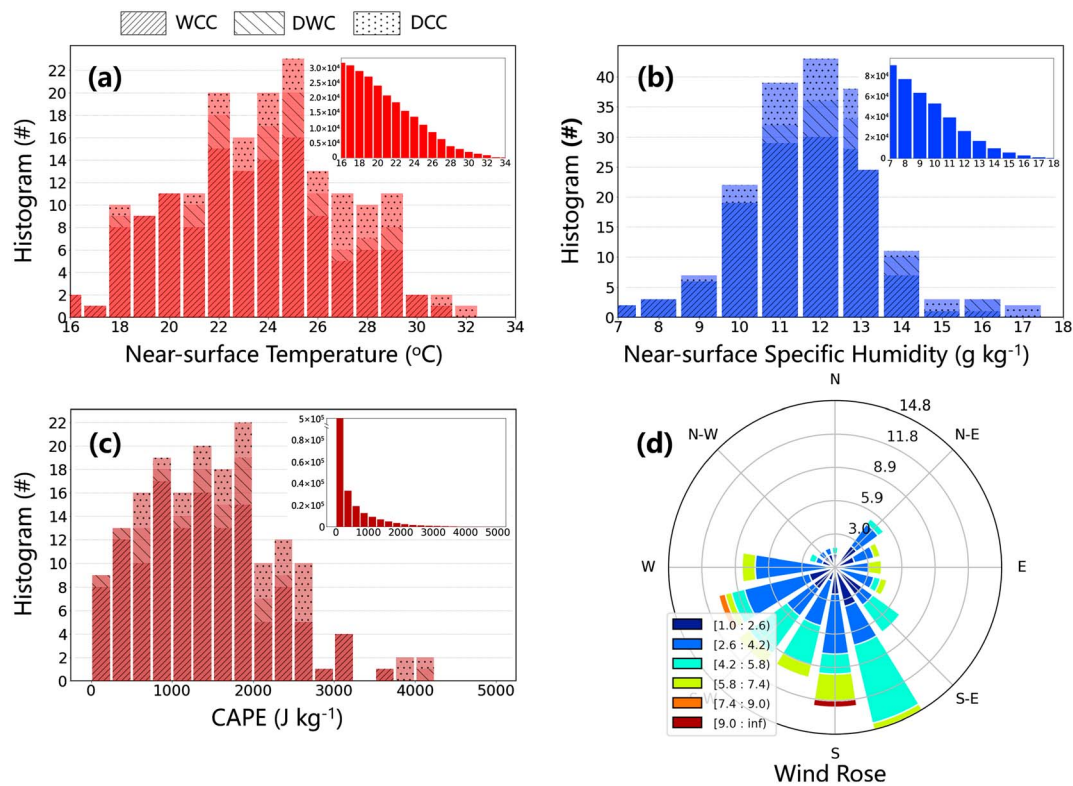 WCC DWC DCC
(a)
Histogram (#)
22
20
18
16
14
12
10
8
6
4
2
0
16 18 20 22 24 26 28 30 32 34
Near-surface Temperature (ºC)
3.0×10⁴
2.5×10⁴
2.0×10⁴
1.5×10⁴
1.0×10⁴
0.5×10⁴
0
16 18 20 22 24 26 28 30 32 34
(b)
Histogram (#)
40
35
30
25
20
15
10
5
0
7 8 9 10 11 12 13 14 15 16 17 18
Near-surface Specific Humidity (g kg⁻¹)
8×10⁴
6×10⁴
4×10⁴
2×10⁴
0
7 8 9 10 11 12 13 14 15 16 17 18
(c)
Histogram (#)
22
20
18
16
14
12
10
8
6
4
2
0
0 1000 2000 3000 4000 5000
CAPE (J kg⁻¹)
5×10⁵
0.8×10⁵
0.6×10⁵
0.4×10⁵
0.2×10⁵
0
0 1000 2000 3000 4000 5000
(d)
N
N-W
N-E
14.8
11.8
8.9
5.9
3.0
W
E
S-W
S-E
S
[1.0 : 2.6)
[2.6 : 4.2)
[4.2 : 5.8)
[5.8 : 7.4)
[7.4 : 9.0)
[9.0 : inf)
Wind Rose